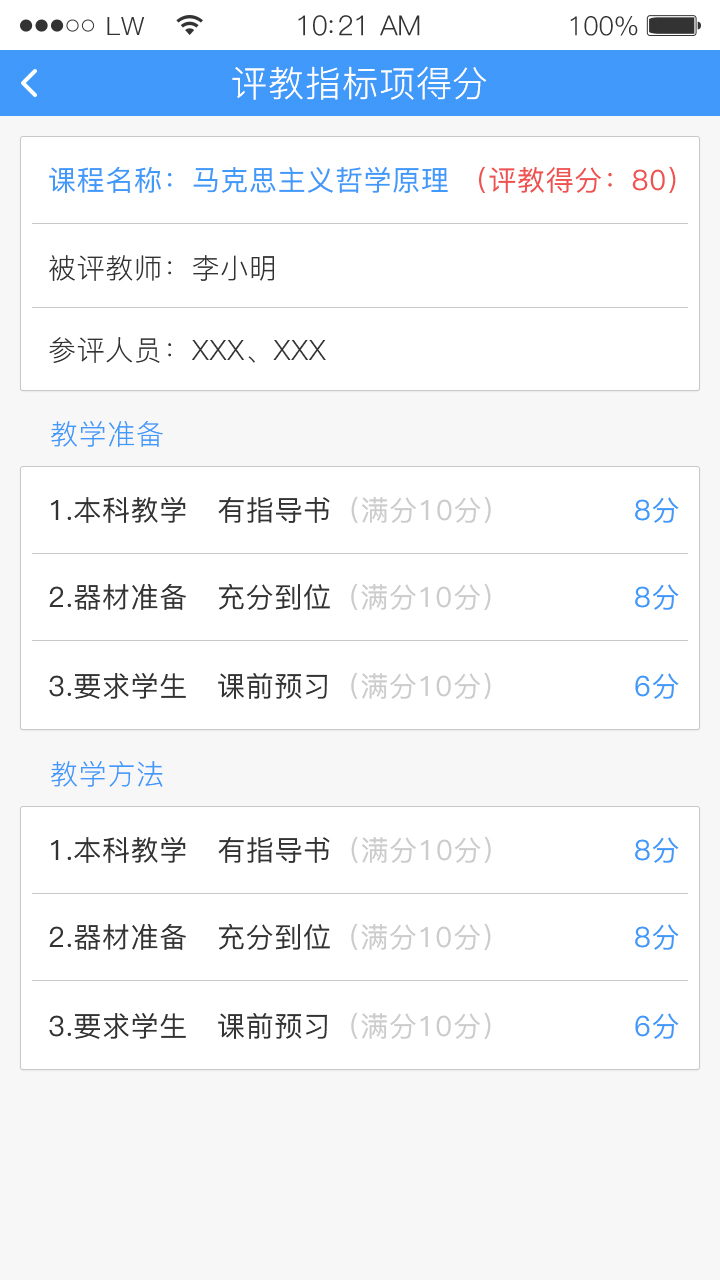 LW 10:21 AM 100%
评教指标项得分
课程名称：马克思主义哲学原理 （评教得分：80）
被评教师：李小明
参评人员：XXX、XXX
教学准备
1.本科教学 有指导书（满分10分） 8分
2.器材准备 充分到位（满分10分） 8分
3.要求学生 课前预习（满分10分） 6分
教学方法
1.本科教学 有指导书（满分10分） 8分
2.器材准备 充分到位（满分10分） 8分
3.要求学生 课前预习（满分10分） 6分